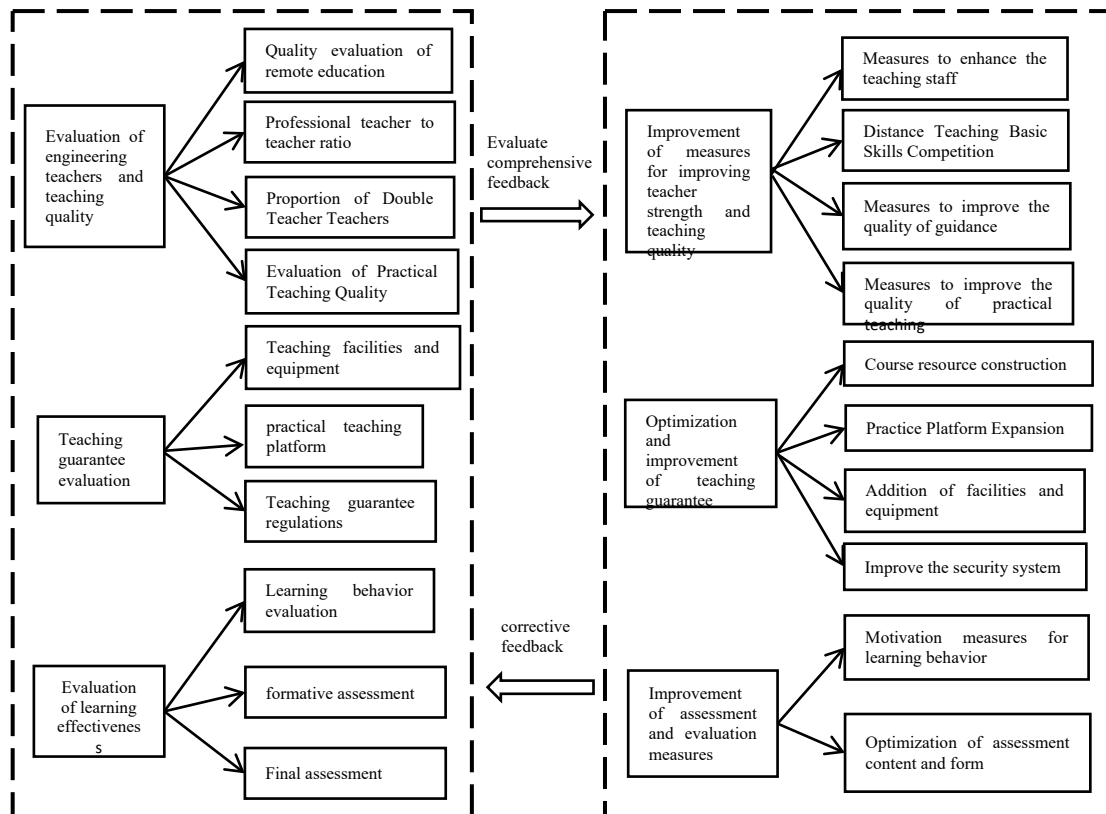 Evaluation of
engineering
teachers and
teaching
quality
Quality evaluation of
remote education
Professional teacher to
teacher ratio
Proportion of Double
Teacher Teachers
Evaluation of Practical
Teaching Quality
Teaching
guarantee
evaluation
Teaching facilities and
equipment
practical teaching
platform
Teaching guarantee
regulations
Evaluation
of learning
effectivenes
s
Learning behavior
evaluation
formative assessment
Final assessment
Evaluate
comprehensive
feedback
corrective
feedback
Improvement
of measures
for improving
teacher
strength and
teaching
quality
Measures to enhance the
teaching staff
Distance Teaching Basic
Skills Competition
Measures to improve the
quality of guidance
Measures to improve the
quality of practical
teaching
Optimization
and
improvement
of teaching
guarantee
Course resource construction
Practice Platform Expansion
Addition of facilities and
equipment
Improve the security system
Improvement
of assessment
and evaluation
measures
Motivation measures for
learning behavior
Optimization of assessment
content and form